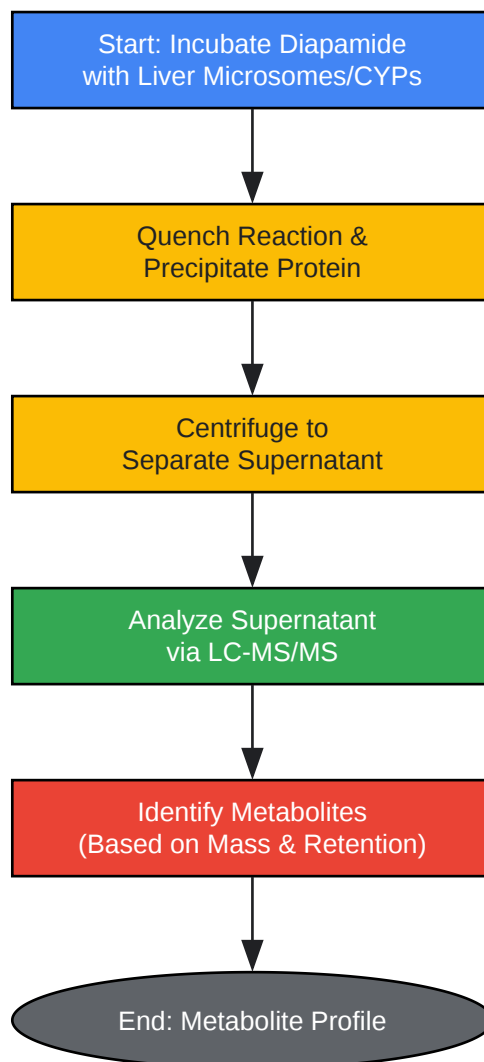 Start: Incubate Diapamide
with Liver Microsomes/CYPs
Quench Reaction &
Precipitate Protein
Centrifuge to
Separate Supernatant
Analyze Supernatant
via LC-MS/MS
Identify Metabolites
(Based on Mass & Retention)
End: Metabolite Profile